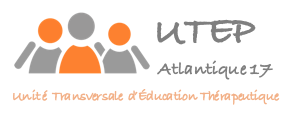 UTEP
Atlantique 17
Unité Transversale d'Éducation Thérapeutique